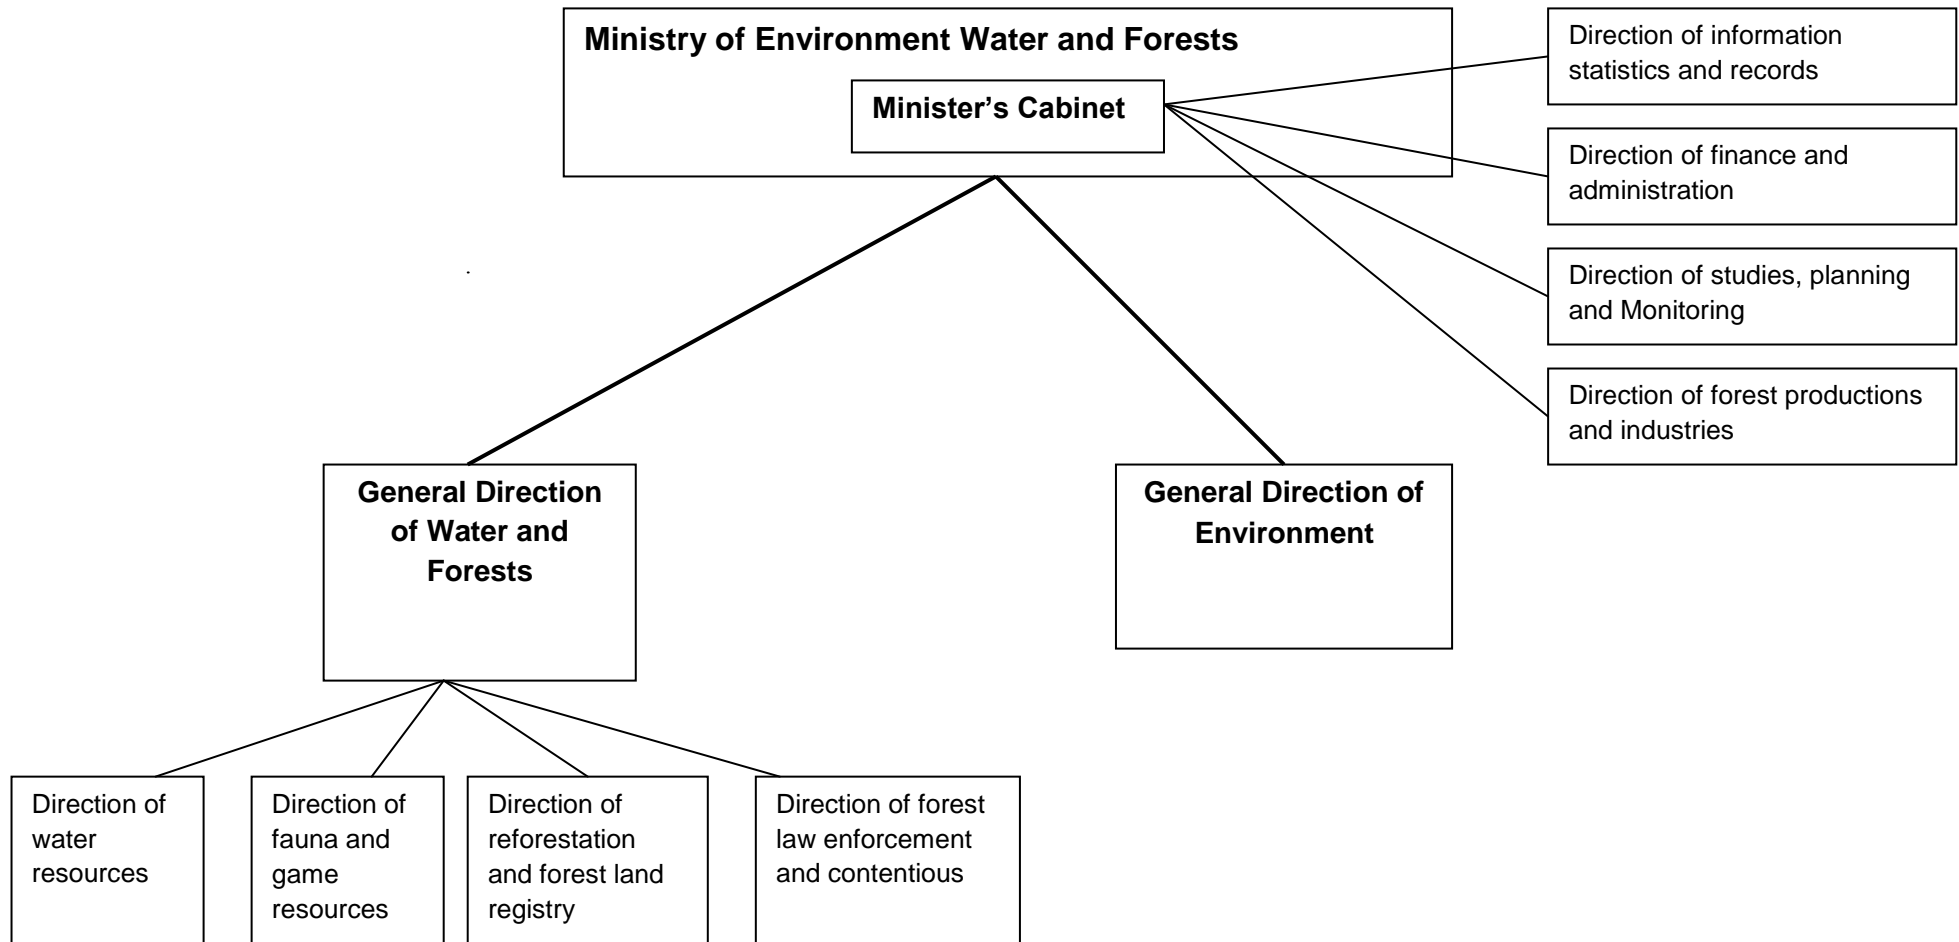 Ministry of Environment Water and Forests
Minister’s Cabinet
Direction of information
statistics and records
Direction of finance and
administration
Direction of studies, planning
and Monitoring
Direction of forest productions
and industries
General Direction
of Water and
Forests
General Direction of
Environment
Direction of
water
resources
Direction of
fauna and
game
resources
Direction of
reforestation
and forest land
registry
Direction of forest
law enforcement
and contentious